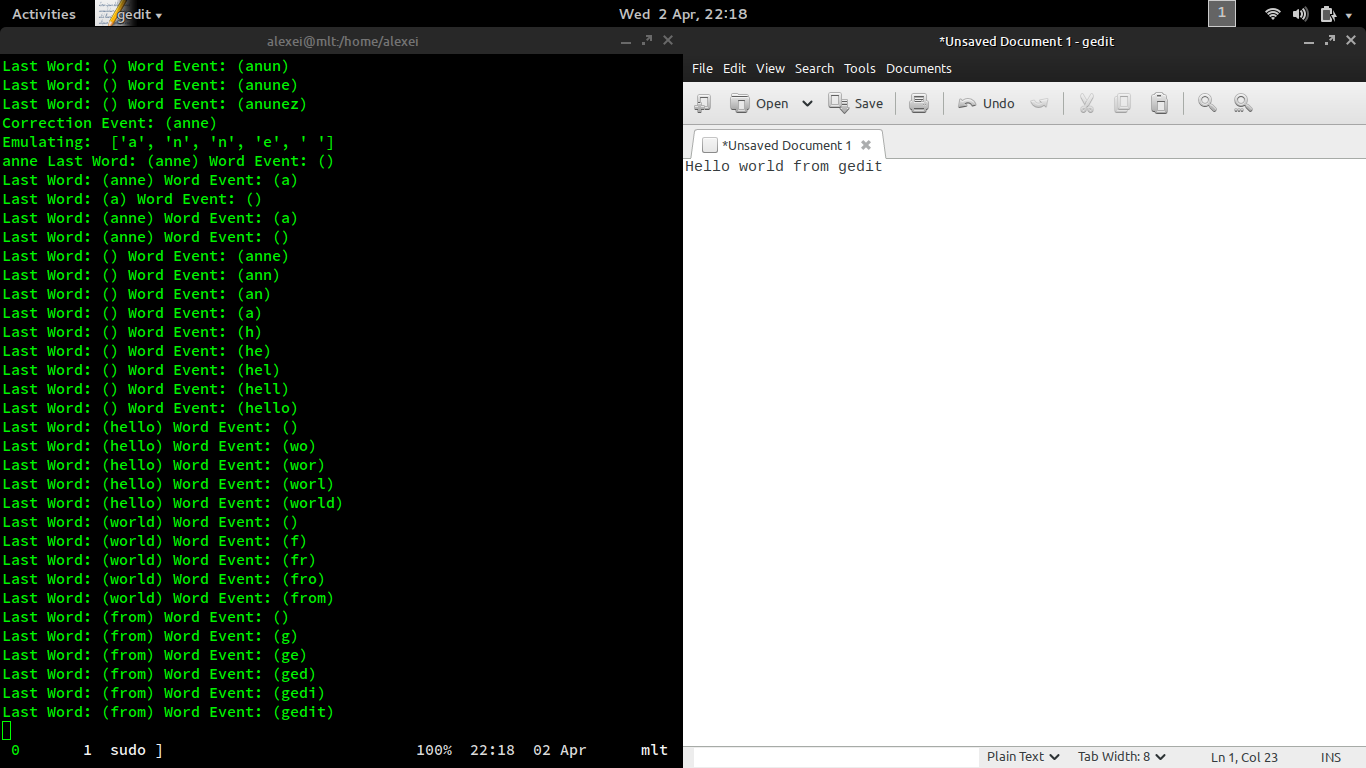 Activities gedit Wed 2 Apr, 22:18 1
alexei@mlt:/home/alexei
Last Word: () Word Event: (anun)
Last Word: () Word Event: (anune)
Last Word: () Word Event: (anunez)
Correction Event: (anne)
Emulating:  ['a', 'n', 'n', 'e', ' ']
anne Last Word: (anne) Word Event: ()
Last Word: (anne) Word Event: (a)
Last Word: (a) Word Event: ()
Last Word: (anne) Word Event: (a)
Last Word: (anne) Word Event: ()
Last Word: () Word Event: (anne)
Last Word: () Word Event: (ann)
Last Word: () Word Event: (an)
Last Word: () Word Event: (a)
Last Word: () Word Event: (h)
Last Word: () Word Event: (he)
Last Word: () Word Event: (hel)
Last Word: () Word Event: (hell)
Last Word: () Word Event: (hello)
Last Word: (hello) Word Event: ()
Last Word: (hello) Word Event: (wo)
Last Word: (hello) Word Event: (wor)
Last Word: (hello) Word Event: (worl)
Last Word: (hello) Word Event: (world)
Last Word: (world) Word Event: ()
Last Word: (world) Word Event: (f)
Last Word: (world) Word Event: (fr)
Last Word: (world) Word Event: (fro)
Last Word: (world) Word Event: (from)
Last Word: (from) Word Event: ()
Last Word: (from) Word Event: (g)
Last Word: (from) Word Event: (ge)
Last Word: (from) Word Event: (ged)
Last Word: (from) Word Event: (gedi)
Last Word: (from) Word Event: (gedit)
0 1 sudo ] 100% 22:18 02 Apr mlt
*Unsaved Document 1 - gedit
File Edit View Search Tools Documents
Open Save Undo
*Unsaved Document 1
Hello world from gedit
Plain Text Tab Width: 8 Ln 1, Col 23 INS